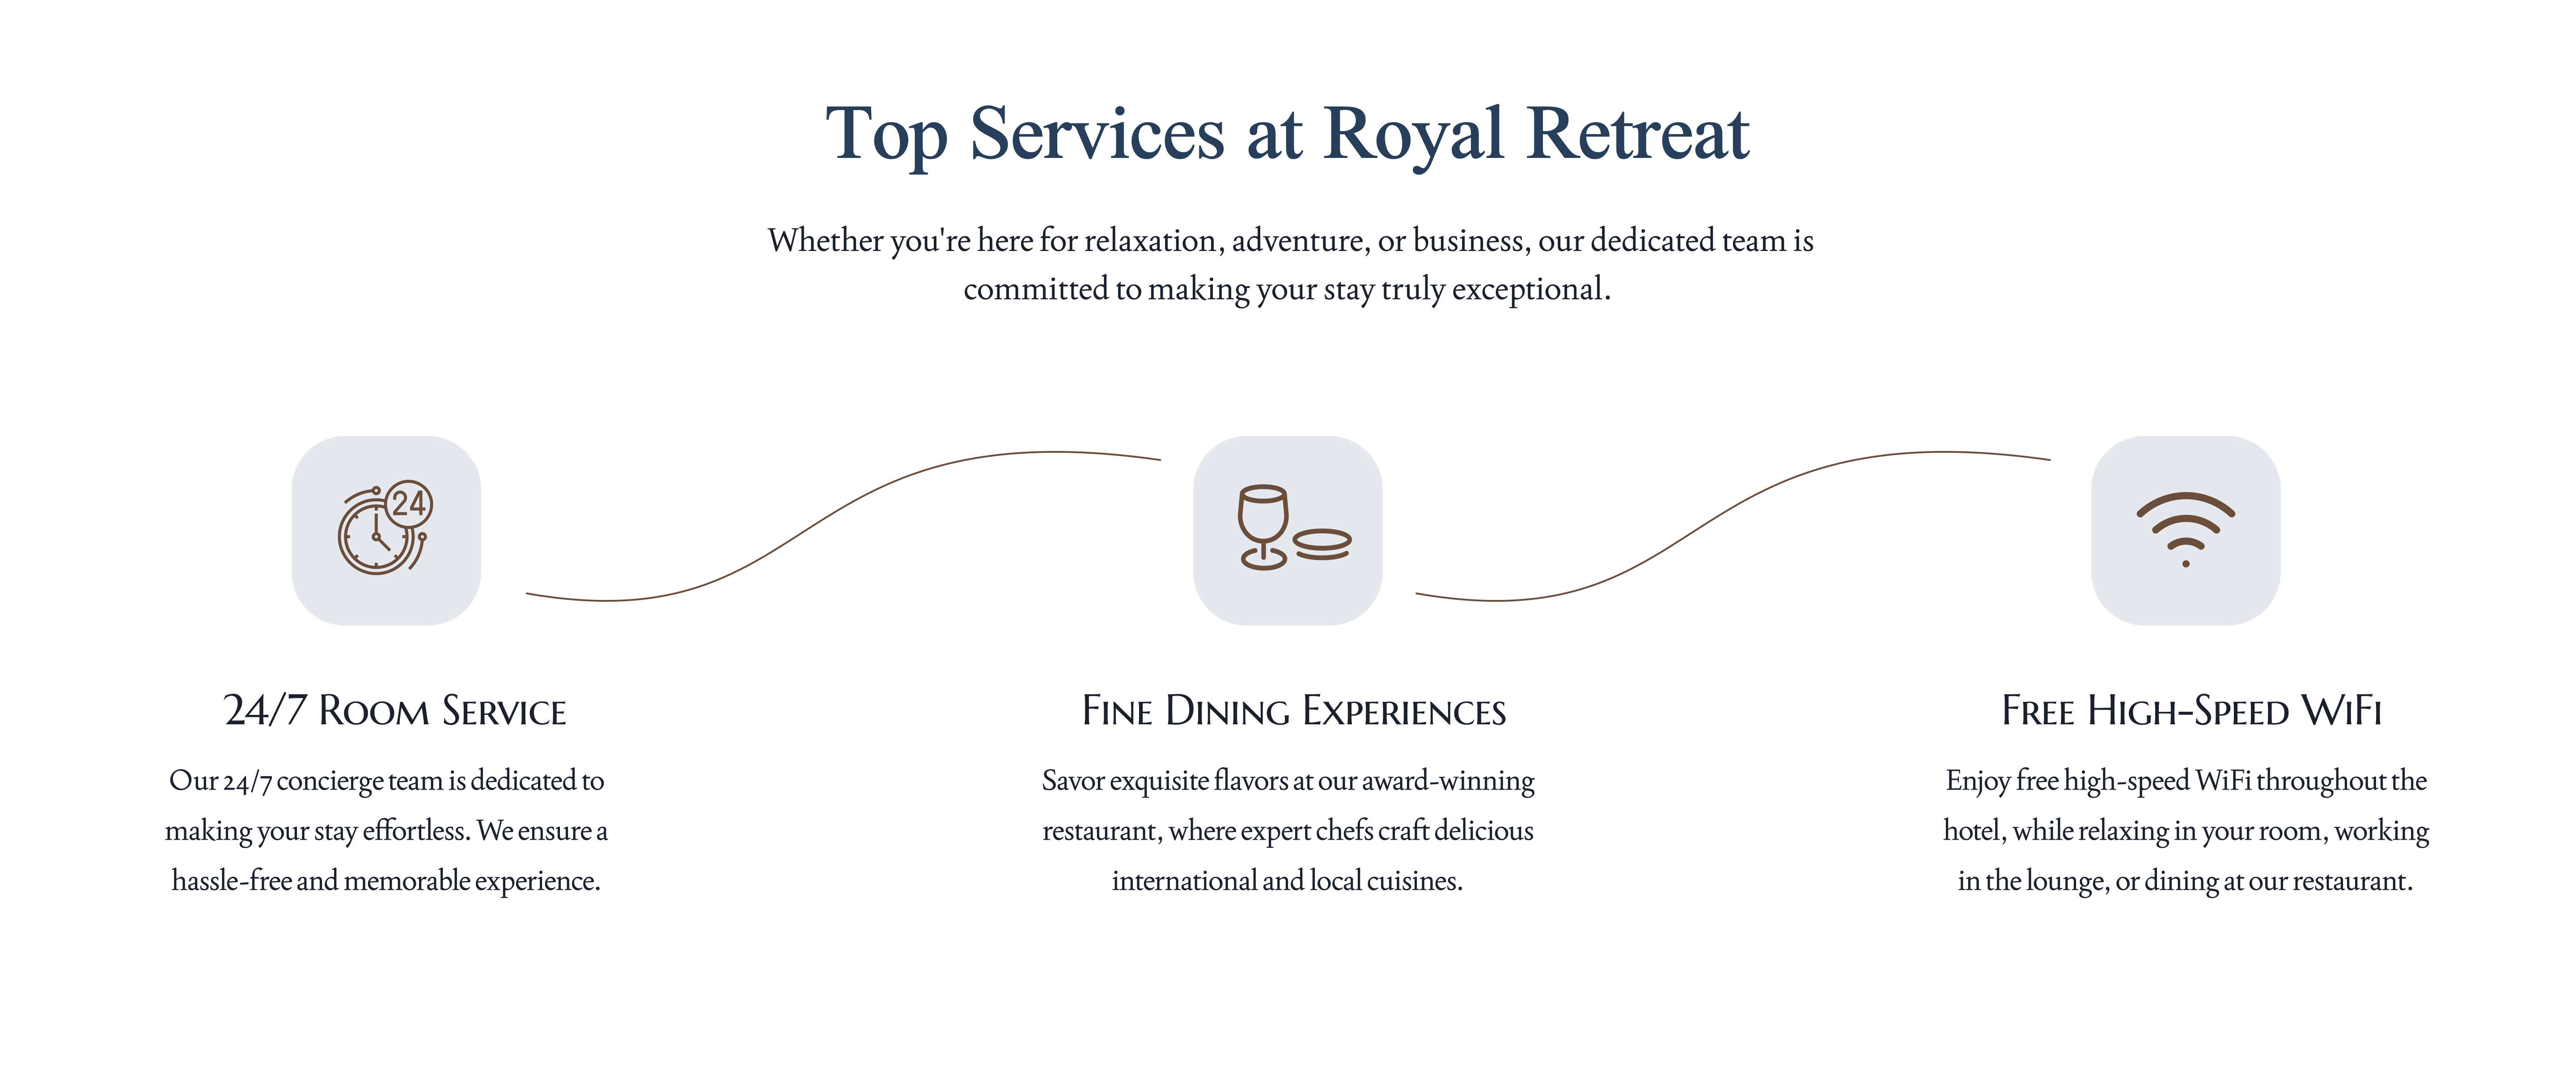 Top Services at Royal Retreat
Whether you're here for relaxation, adventure, or business, our dedicated team is
committed to making your stay truly exceptional.
24
24/7 Room Service
Our 24/7 concierge team is dedicated to
making your stay effortless. We ensure a
hassle-free and memorable experience.
Fine Dining Experiences
Savor exquisite flavors at our award-winning
restaurant, where expert chefs craft delicious
international and local cuisines.
Free High-Speed WiFi
Enjoy free high-speed WiFi throughout the
hotel, while relaxing in your room, working
in the lounge, or dining at our restaurant.